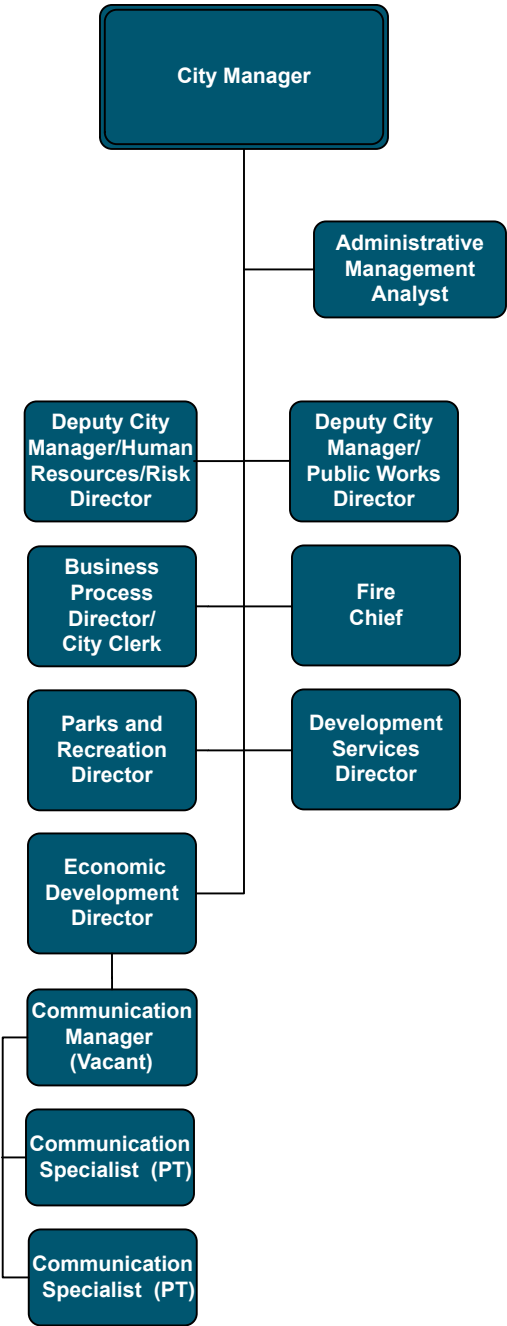 City Manager
Administrative
Management
Analyst
Deputy City
Manager/Human
Resources/Risk
Director
Deputy City
Manager/
Public Works
Director
Business
Process
Director/
City Clerk
Fire
Chief
Parks and
Recreation
Director
Development
Services
Director
Economic
Development
Director
Communication
Manager
(Vacant)
Communication
Specialist (PT)
Communication
Specialist (PT)